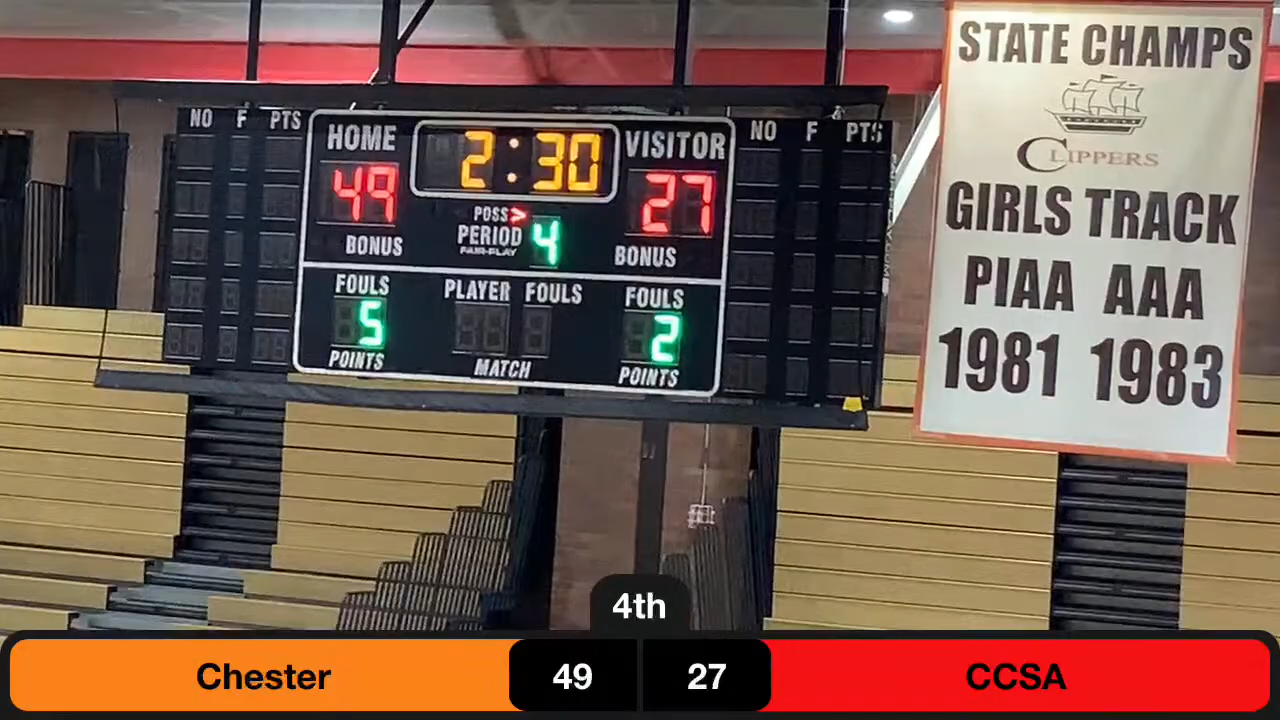 NO F PTS
HOME
2:30
VISITOR
NO F PTS
49
27
POSS >
PERIOD 4
FAIR-PLAY
BONUS
BONUS
FOULS
PLAYER FOULS
FOULS
5
2
POINTS
MATCH
POINTS
STATE CHAMPS
CLIPPERS
GIRLS TRACK
PIAA AAA
1981 1983
4th
Chester 49 27 CCSA